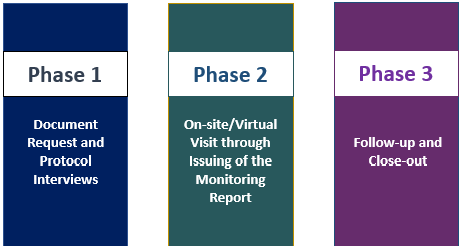 Phase 1
Document
Request and
Protocol
Interviews
Phase 2
On-site/Virtual
Visit through
Issuing of the
Monitoring
Report
Phase 3
Follow-up and
Close-out